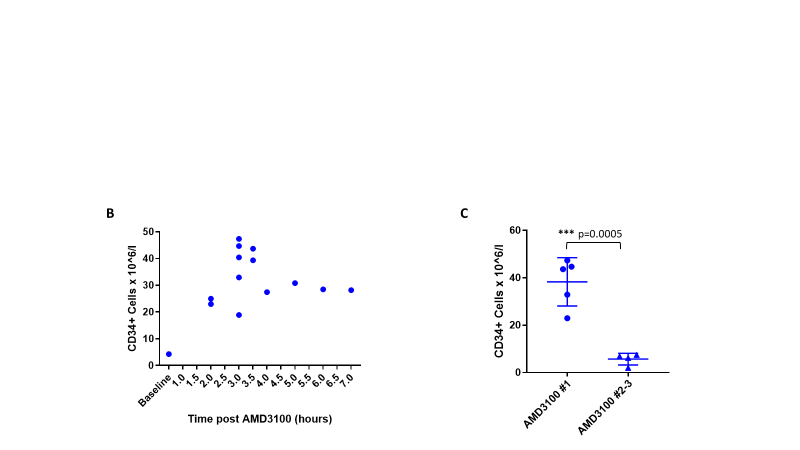 B
50
40
30
20
10
0
CD34+ Cells x 10^6/l
Baseline
1.0
1.5
2.0
2.5
3.0
3.5
4.0
4.5
5.0
5.5
6.0
6.5
7.0
Time post AMD3100 (hours)
C
60
40
20
0
CD34+ Cells x 10^6/l
*** p=0.0005
AMD3100 #1
AMD3100 #2-3